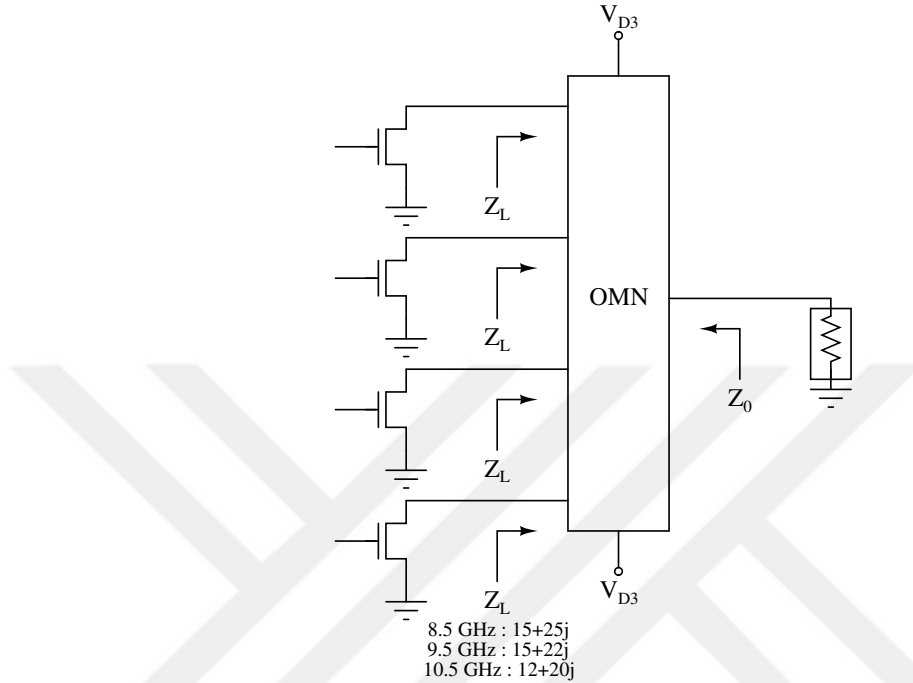 V_D3
Z_L
Z_L
OMN
Z_L
Z_0
Z_L
V_D3
8.5 GHz : 15+25j
9.5 GHz : 15+22j
10.5 GHz : 12+20j